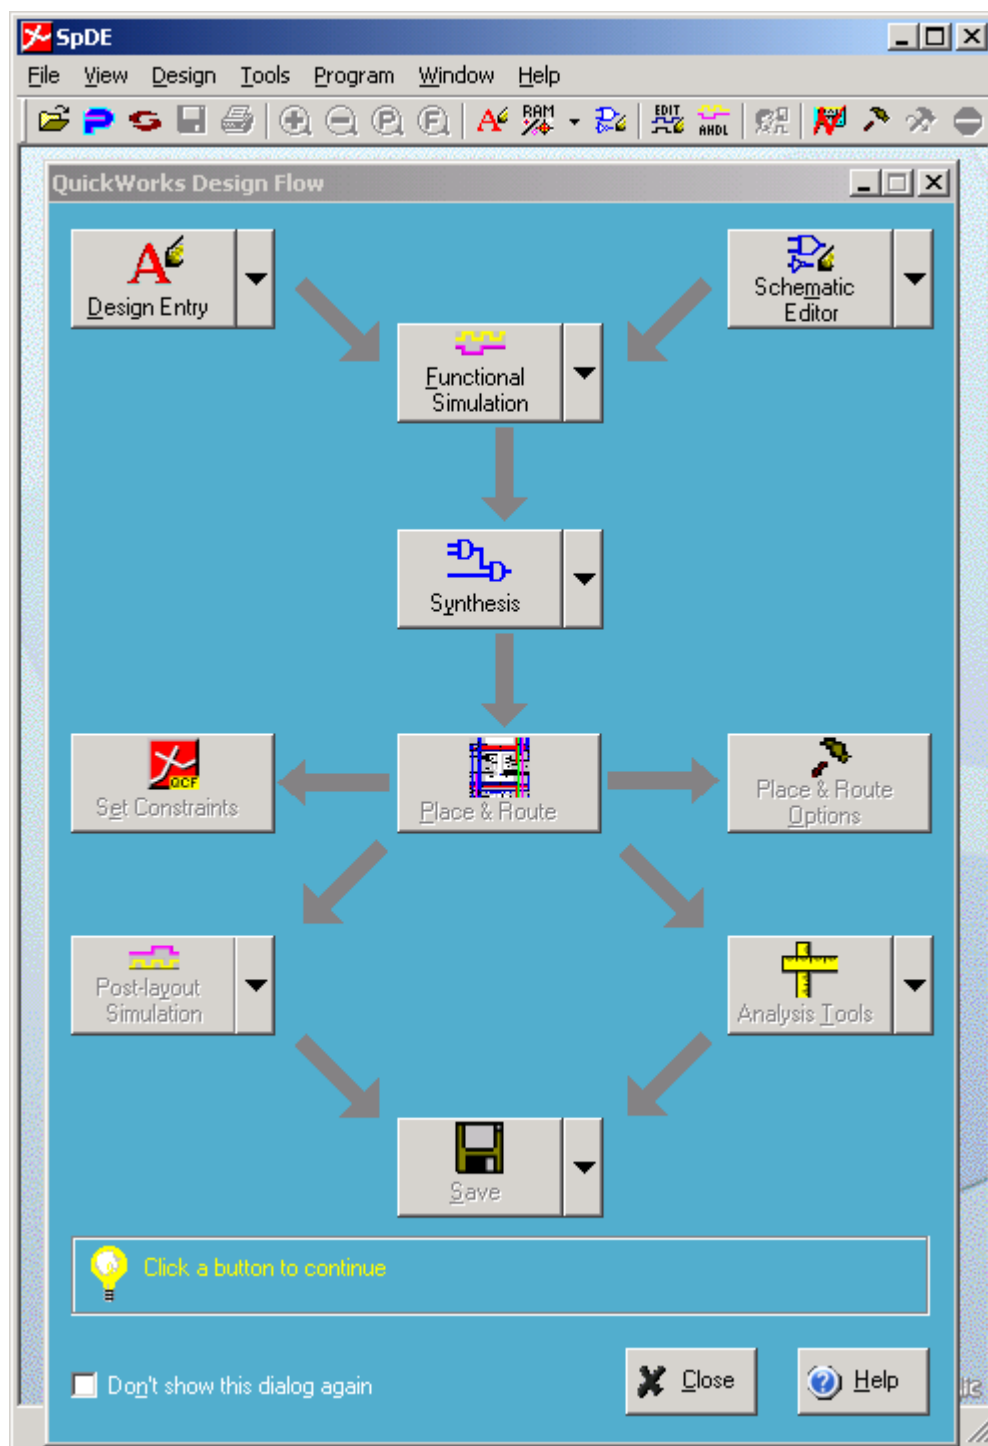 SpDE
File View Design Tools Program Window Help
RAM
EDIT
AHDL
QuickWorks Design Flow
Design Entry
Schematic
Editor
Functional
Simulation
Synthesis
QCF
Set Constraints
Place & Route
Place & Route
Options
Post-layout
Simulation
Analysis Tools
Save
Click a button to continue
Don't show this dialog again
Close
Help